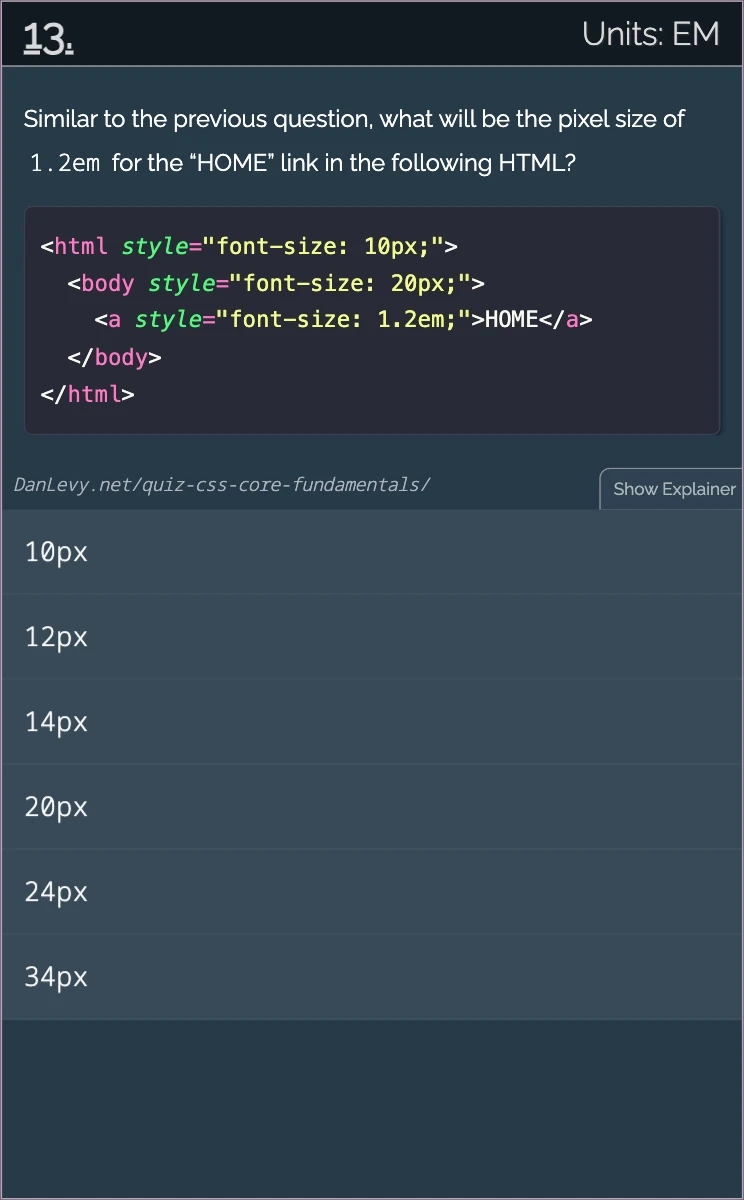 13.
Units: EM
Similar to the previous question, what will be the pixel size of
1.2em for the “HOME” link in the following HTML?
<html style="font-size: 10px;">
<body style="font-size: 20px;">
<a style="font-size: 1.2em;">HOME</a>
</body>
</html>
DanLevy.net/quiz-css-core-fundamentals/
Show Explainer
10px
12px
14px
20px
24px
34px